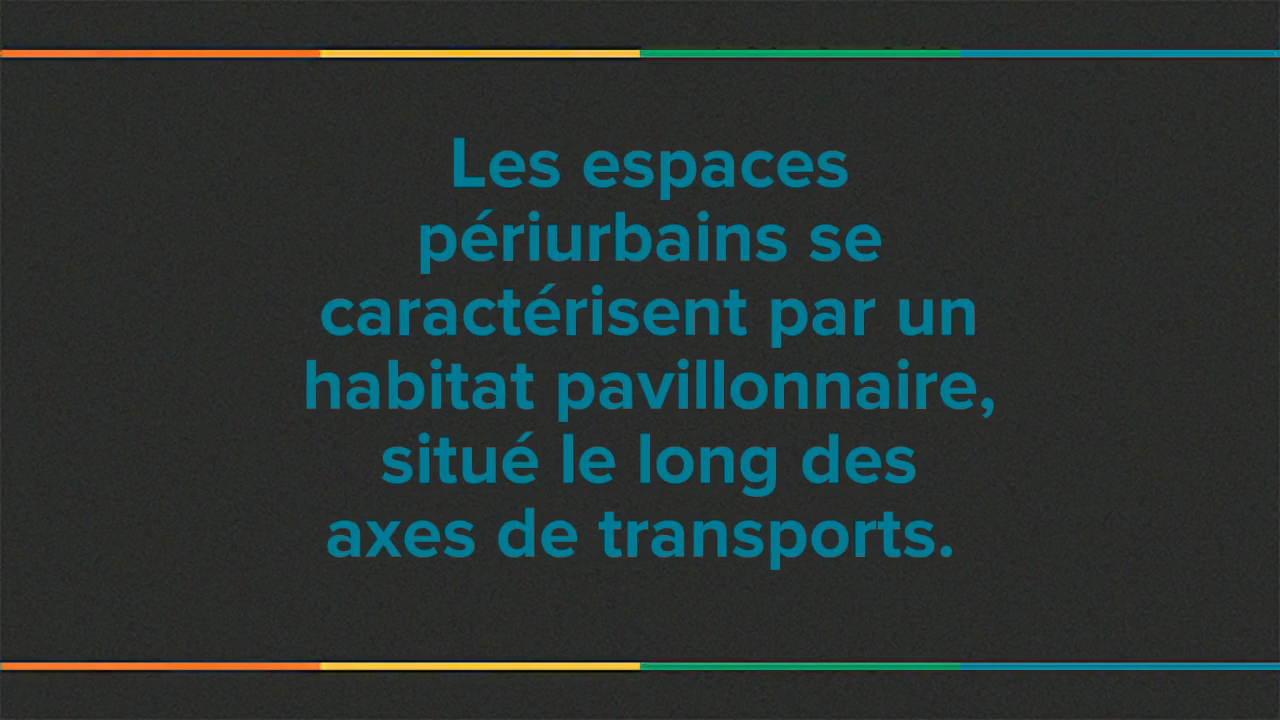 Les espaces
périurbains se
caractérisent par un
habitat pavillonnaire,
situé le long des
axes de transports.